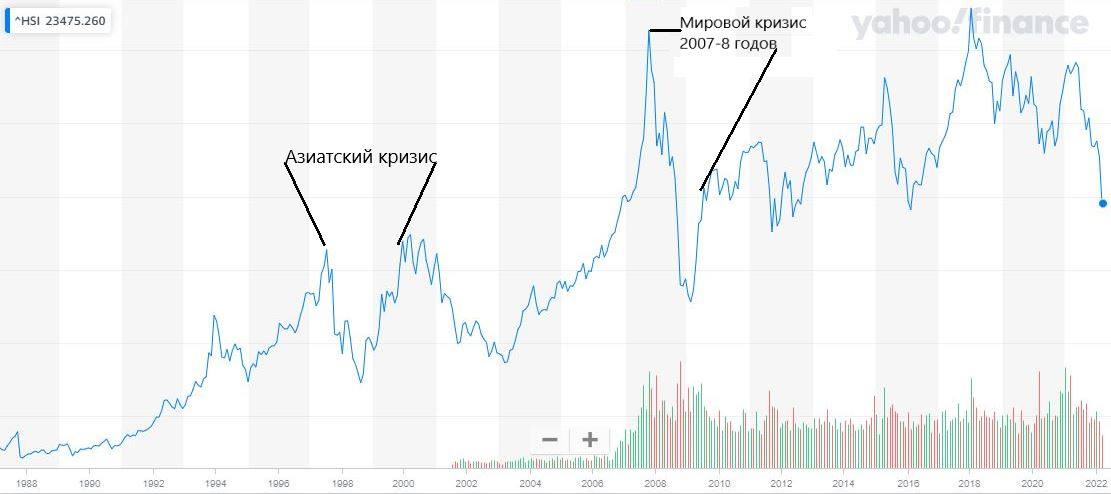 ^HSI 23475.260
yahoo!finance
Мировой кризис
2007-8 годов
Азиатский кризис
− +
1988 1990 1992 1994 1996 1998 2000 2002 2004 2006 2008 2010 2012 2014 2016 2018 2020 2022